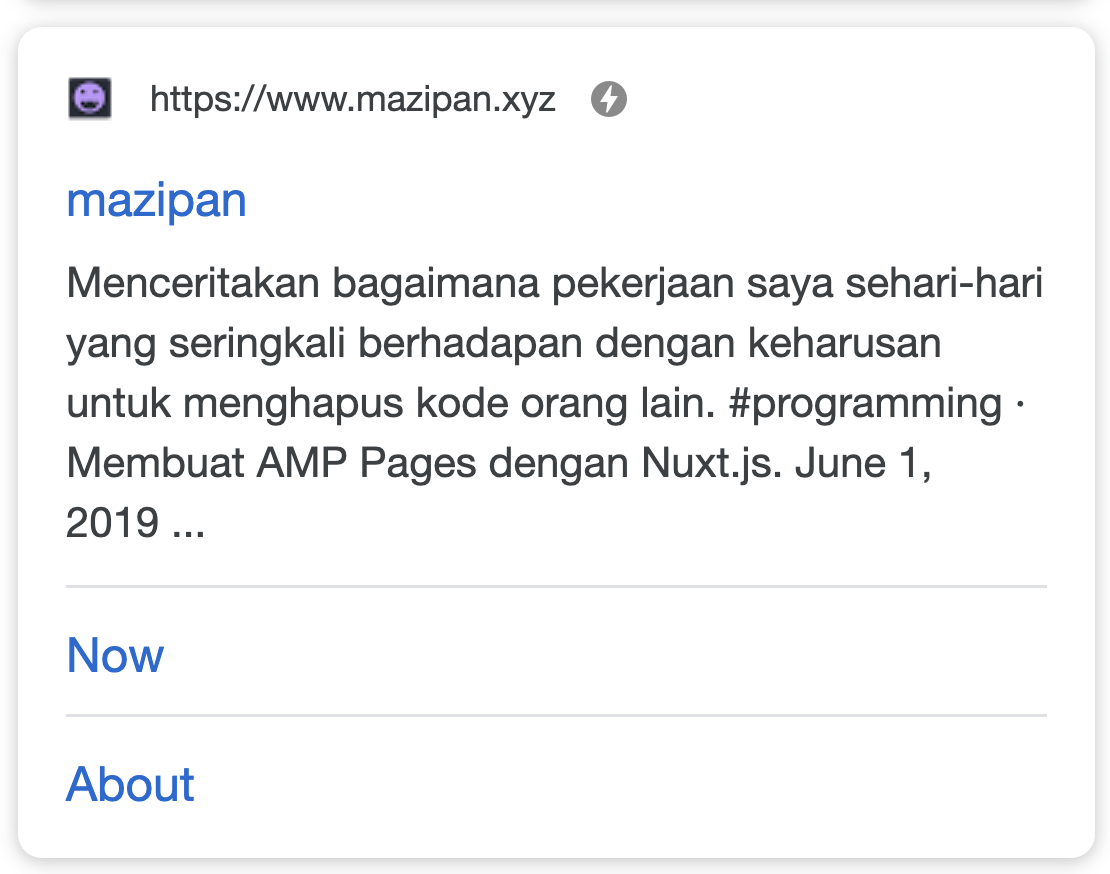 https://www.mazipan.xyz
mazipan
Menceritakan bagaimana pekerjaan saya sehari-hari
yang seringkali berhadapan dengan keharusan
untuk menghapus kode orang lain. #programming ·
Membuat AMP Pages dengan Nuxt.js. June 1,
2019 ...
Now
About